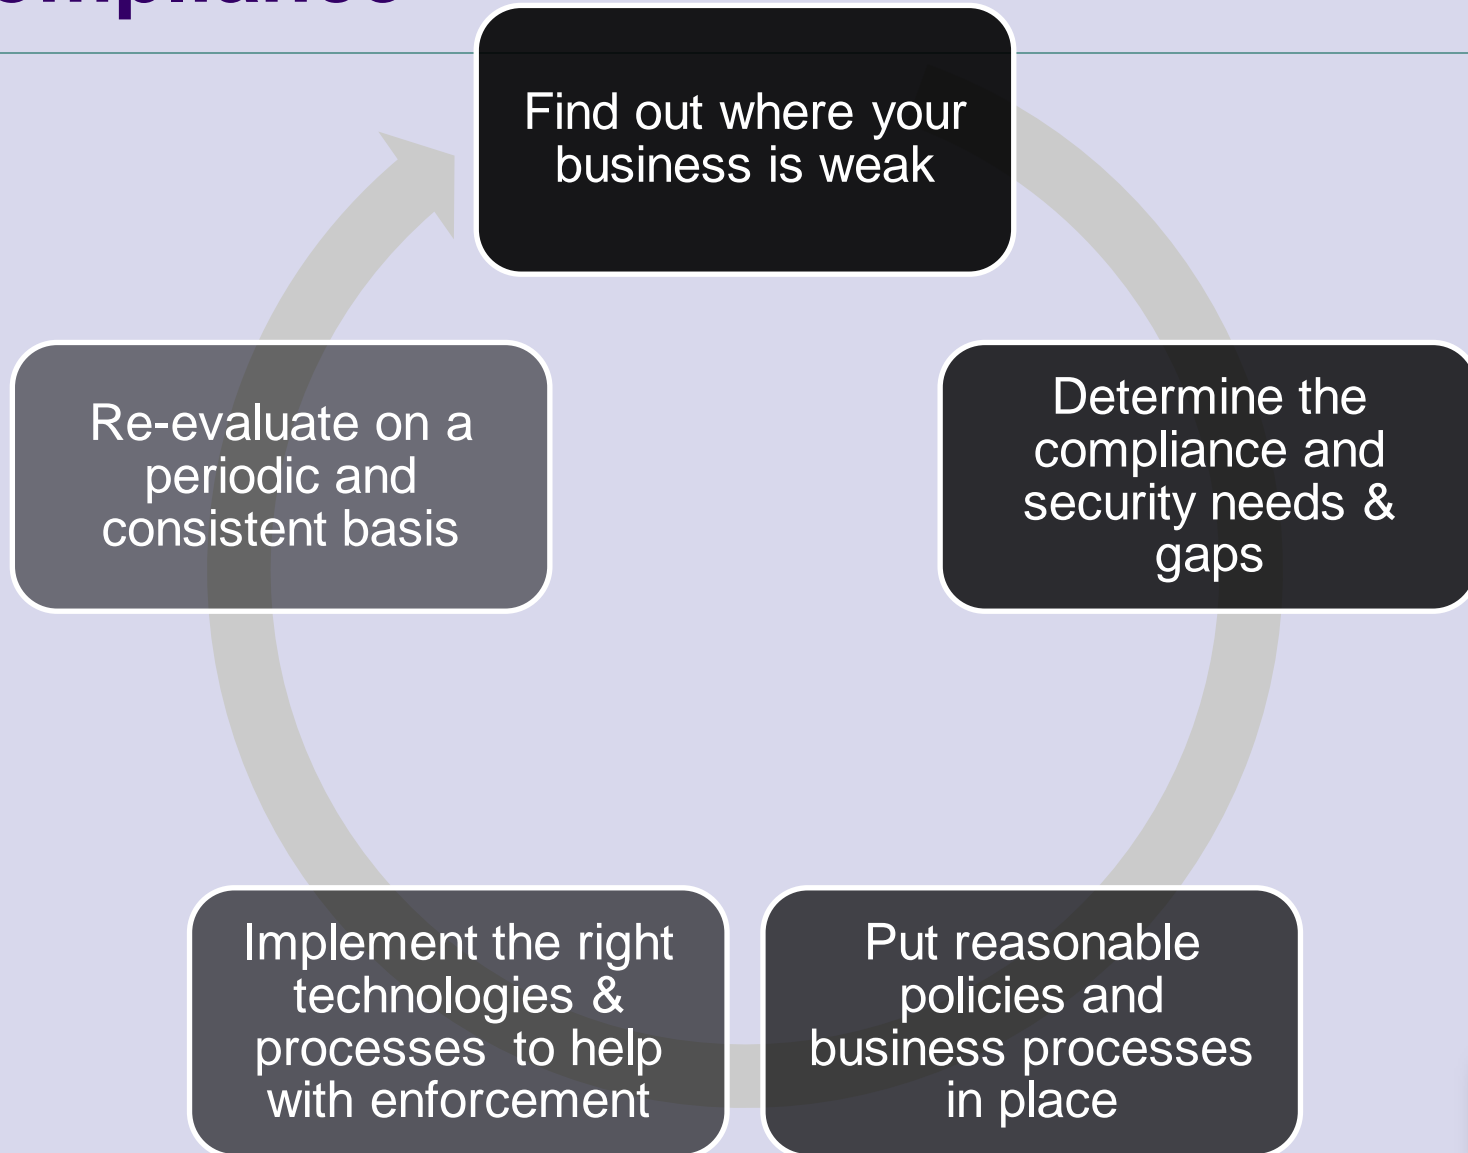 Find out where your
business is weak
Determine the
compliance and
security needs &
gaps
Put reasonable
policies and
business processes
in place
Implement the right
technologies &
processes to help
with enforcement
Re-evaluate on a
periodic and
consistent basis